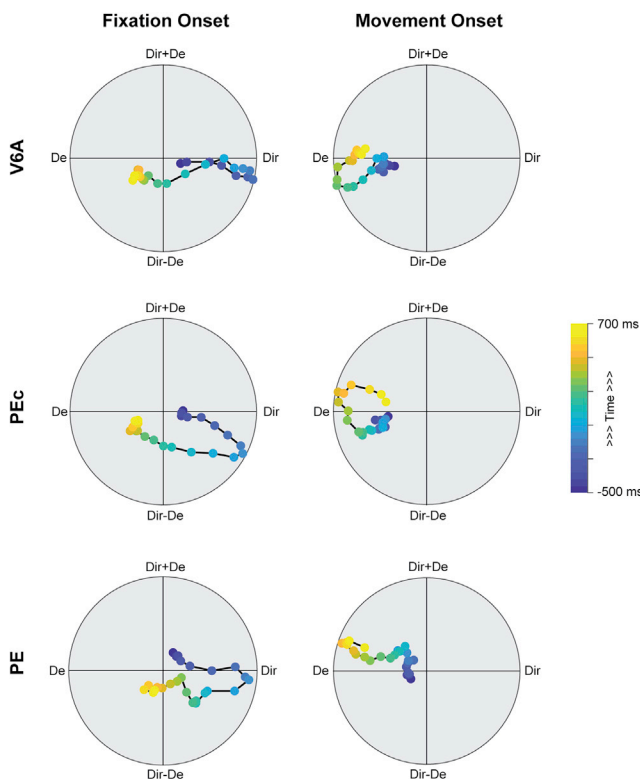 Fixation Onset
Movement Onset
V6A
Dir+De
De
Dir
Dir-De
Dir+De
De
Dir
Dir-De
PEc
Dir+De
De
Dir
Dir-De
Dir+De
De
Dir
Dir-De
700 ms
>>> Time >>>
-500 ms
PE
Dir+De
De
Dir
Dir-De
Dir+De
De
Dir
Dir-De